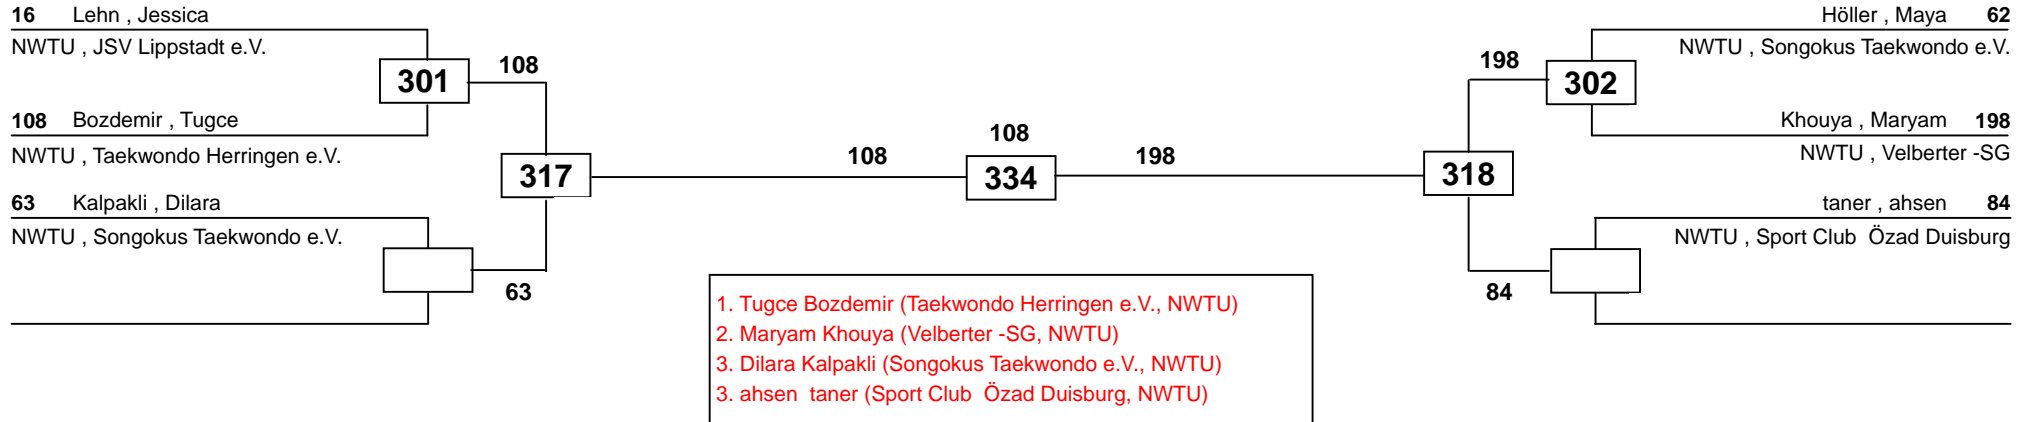 16 Lehn , Jessica
NWTU , JSV Lippstadt e.V.
301
108
108 Bozdemir , Tugce
NWTU , Taekwondo Herringen e.V.
317
63 Kalpakli , Dilara
NWTU , Songokus Taekwondo e.V.
63
108
108
334
198
Höller , Maya 62
NWTU , Songokus Taekwondo e.V.
198
302
Khouya , Maryam 198
NWTU , Velberter -SG
318
taner , ahsen 84
NWTU , Sport Club Özad Duisburg
84
1. Tugce Bozdemir (Taekwondo Herringen e.V., NWTU)
2. Maryam Khouya (Velberter -SG, NWTU)
3. Dilara Kalpakli (Songokus Taekwondo e.V., NWTU)
3. ahsen taner (Sport Club Özad Duisburg, NWTU)